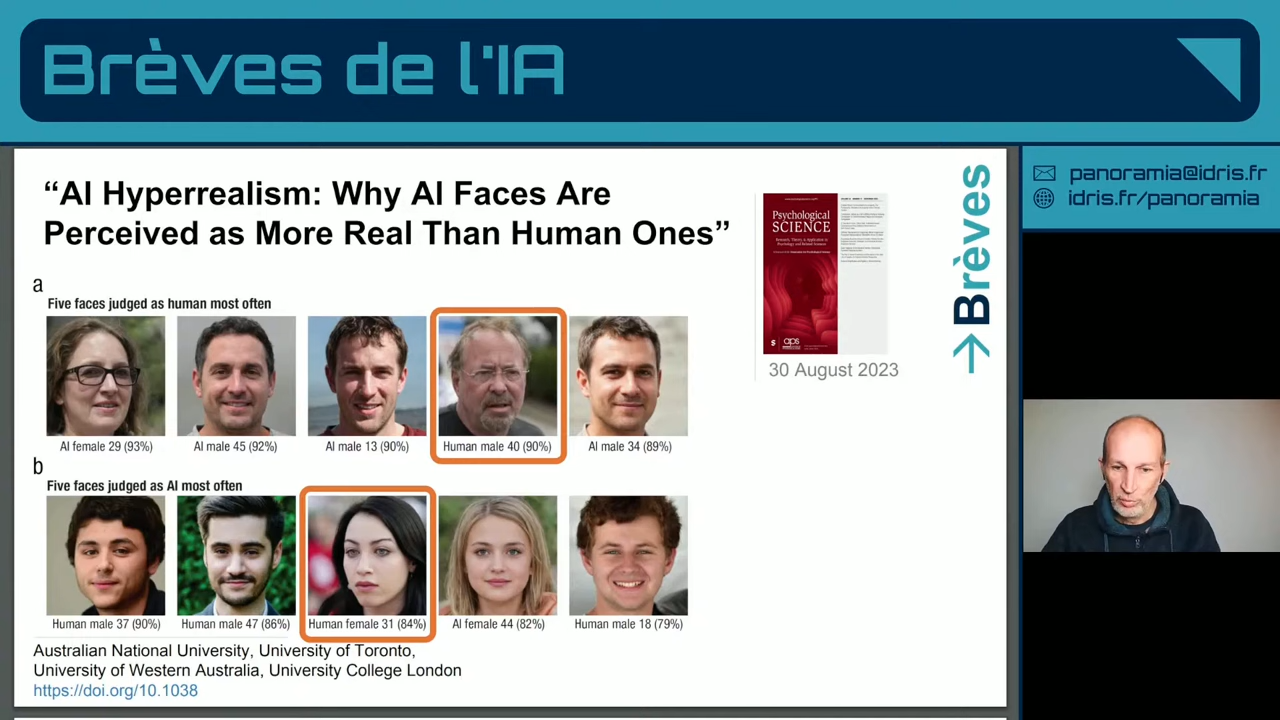 Brèves de l'IA
“AI Hyperrealism: Why AI Faces Are
Perceived as More Real Than Human Ones”
a
Five faces judged as human most often
AI female 29 (93%)
AI male 45 (92%)
AI male 13 (90%)
Human male 40 (90%)
AI male 34 (89%)
b
Five faces judged as AI most often
Human male 37 (90%)
Human male 47 (86%)
Human female 31 (84%)
AI female 44 (82%)
Human male 18 (79%)
Australian National University, University of Toronto,
University of Western Australia, University College London
https://doi.org/10.1038
Psychological
SCIENCE
aps
30 August 2023
→Brèves
panoramia@idris.fr
idris.fr/panoramia